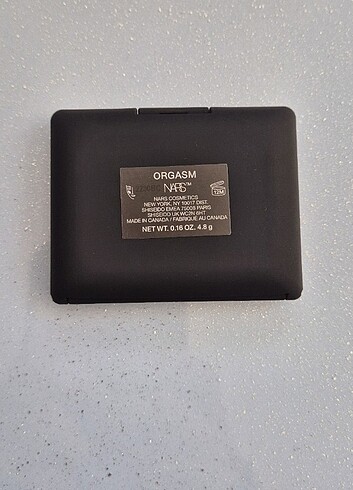 ORGASM
NARS™
12M
NARS COSMETICS
NEW YORK, NY 10017 DIST.
SHISEIDO EMEA 75008 PARIS
SHISEIDO UK WC2N 6HT
MADE IN CANADA / FABRIQUÉ AU CANADA
NET WT. 0.16 OZ. 4.8 g